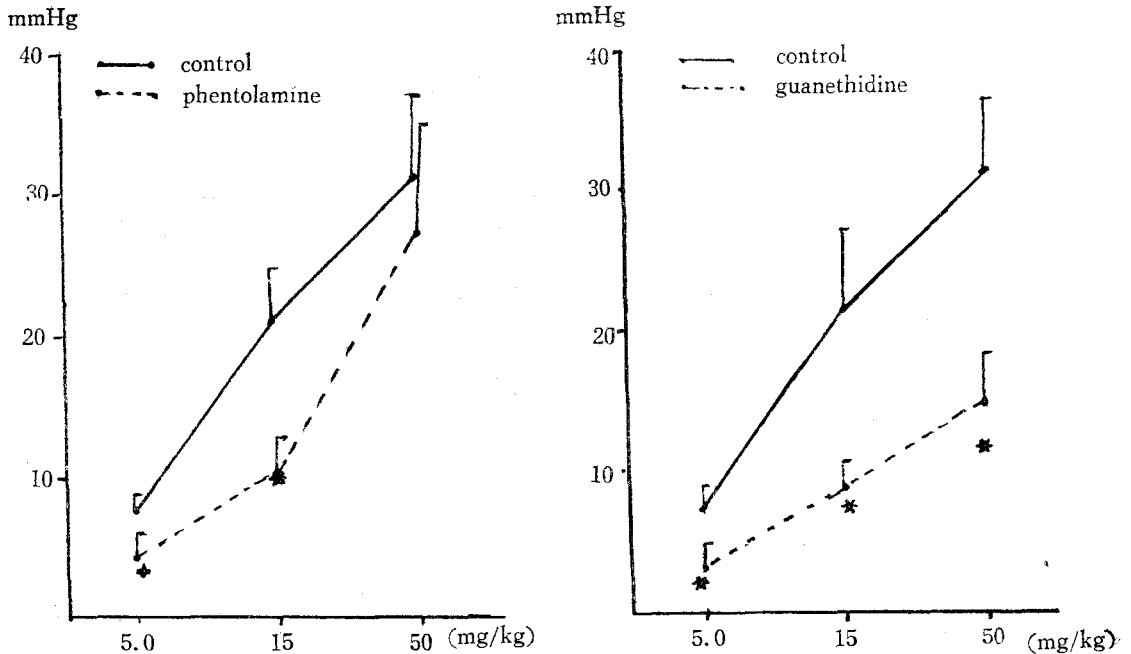 mmHg
control
phentolamine
40
30
20
10
5.0 15 50 (mg/kg)
mmHg
control
guanethidine
40
30
20
10
5.0 15 50 (mg/kg)